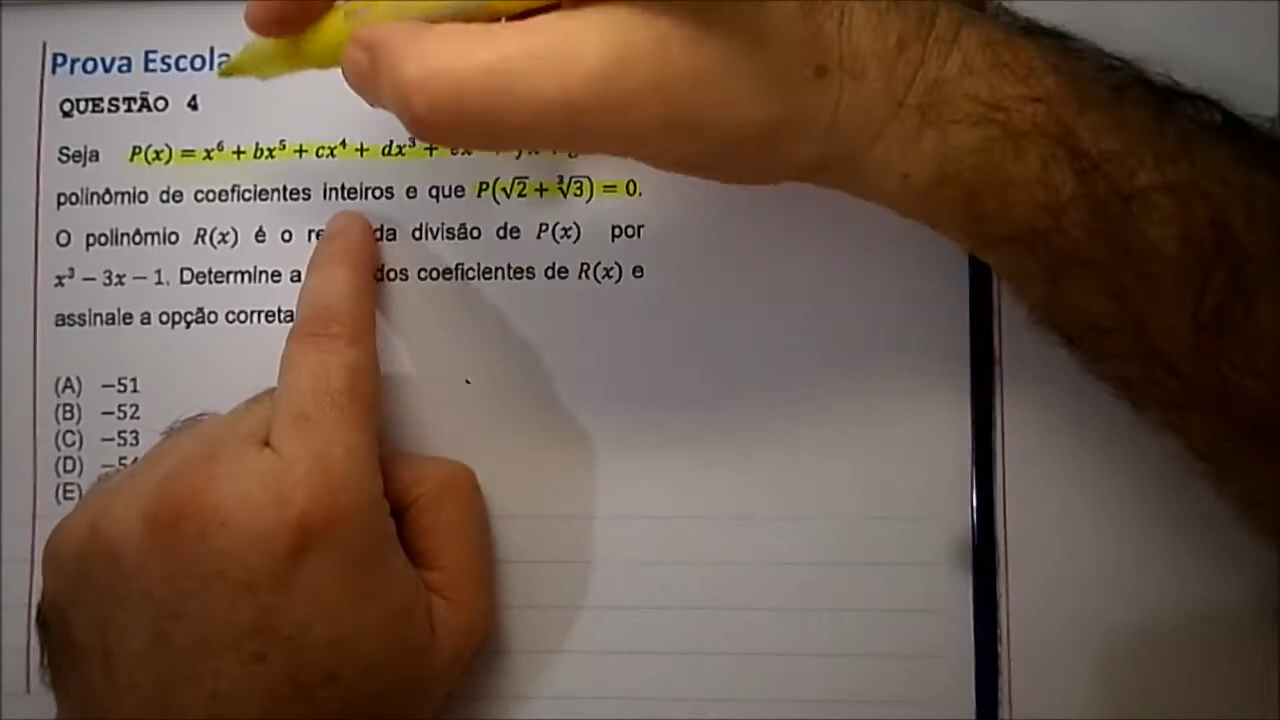 Prova Escola
QUESTÃO 4
Seja P(x) = x⁶ + bx⁵ + cx⁴ + dx³ +
polinômio de coeficientes inteiros e que P(√2 + ∛3) = 0.
O polinômio R(x) é o da divisão de P(x) por
x³ − 3x − 1. Determine a dos coeficientes de R(x) e
assinale a opção correta
(A) −51
(B) −52
(C) −53
(D)
(E)